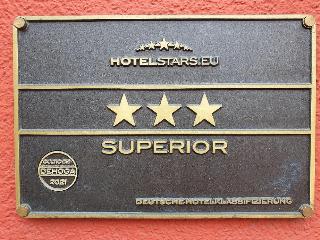 HOTELSTARS.EU
SUPERIOR
DEHOGA
2021
DEUTSCHE HOTELKLASSIFIZIERUNG